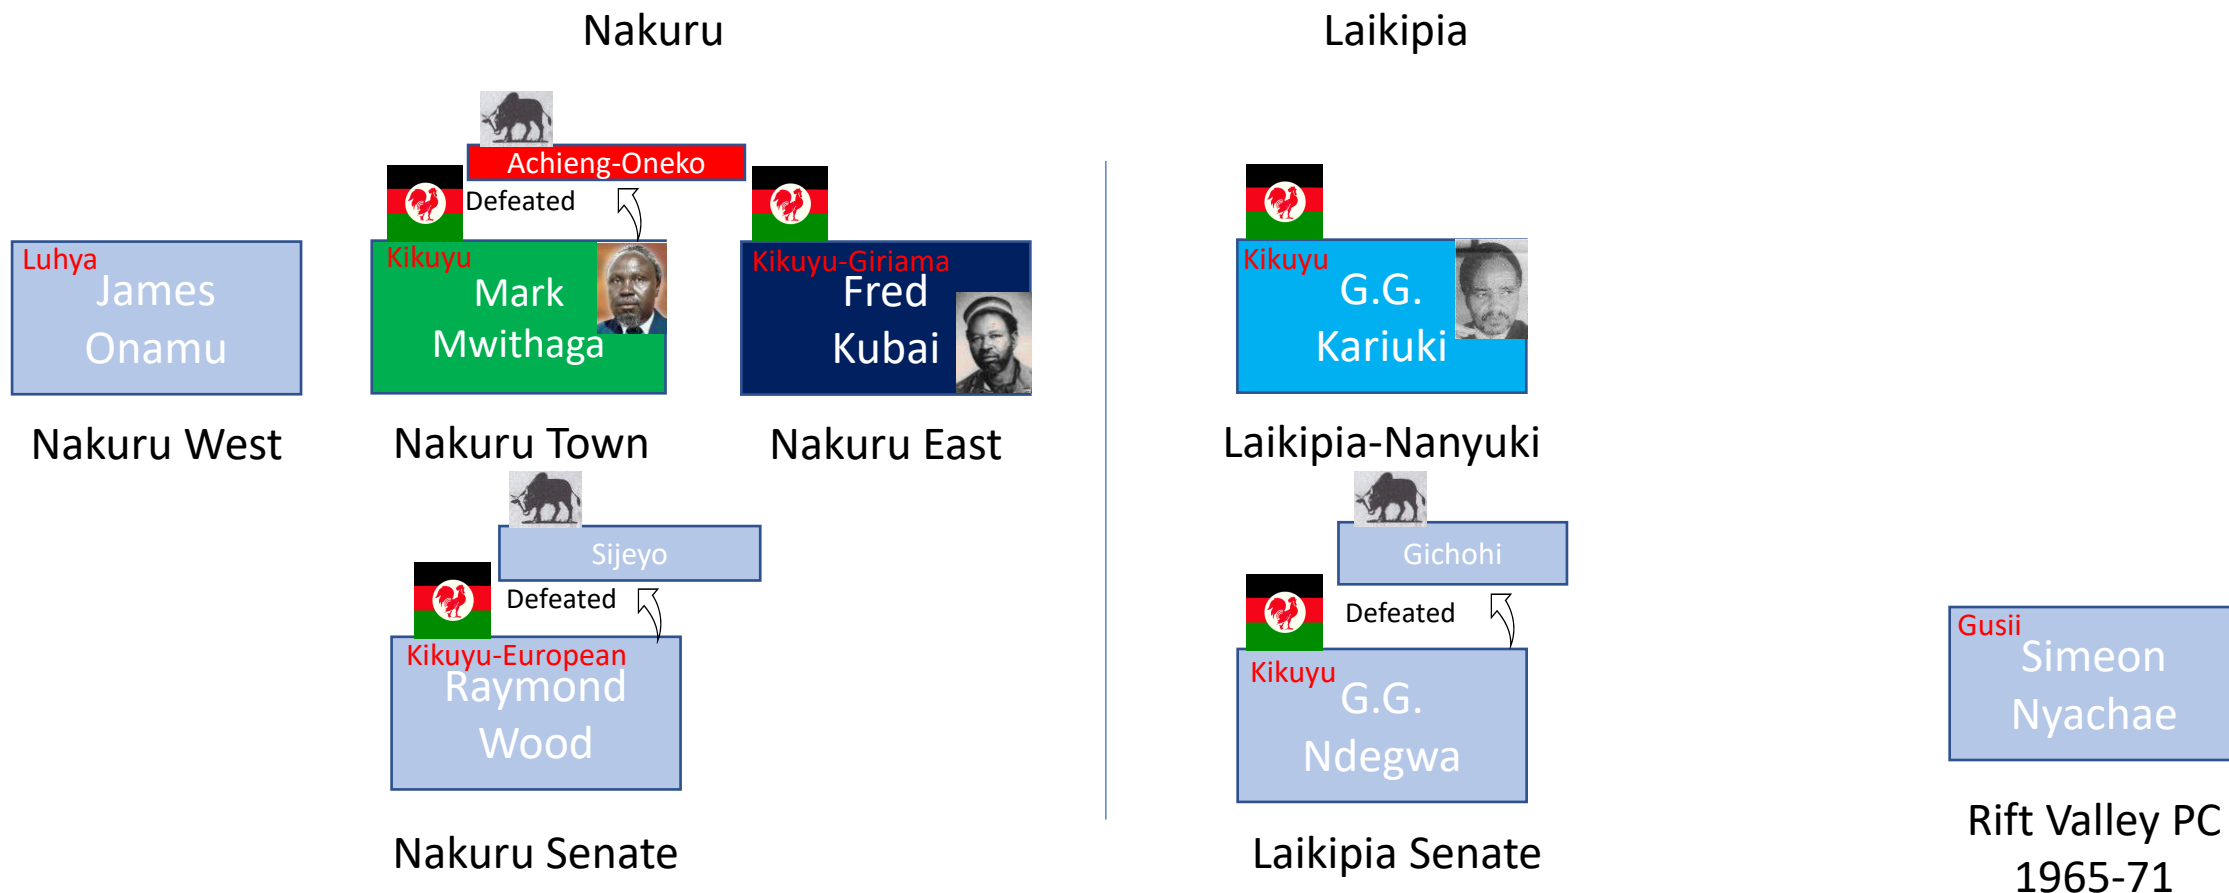 Nakuru
Laikipia
Achieng-Oneko
Defeated
Luhya
James
Onamu
Nakuru West
Kikuyu
Mark
Mwithaga
Nakuru Town
Kikuyu-Giriama
Fred
Kubai
Nakuru East
Kikuyu
G.G.
Kariuki
Laikipia-Nanyuki
Sijeyo
Defeated
Kikuyu-European
Raymond
Wood
Nakuru Senate
Gichohi
Defeated
Kikuyu
G.G.
Ndegwa
Laikipia Senate
Gusii
Simeon
Nyachae
Rift Valley PC
1965-71